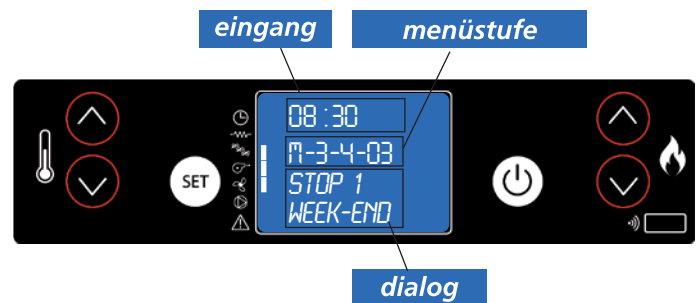 eingang
menüstufe
08:30
M-3-4-03
SET
STOP 1
WEEK-END
dialog